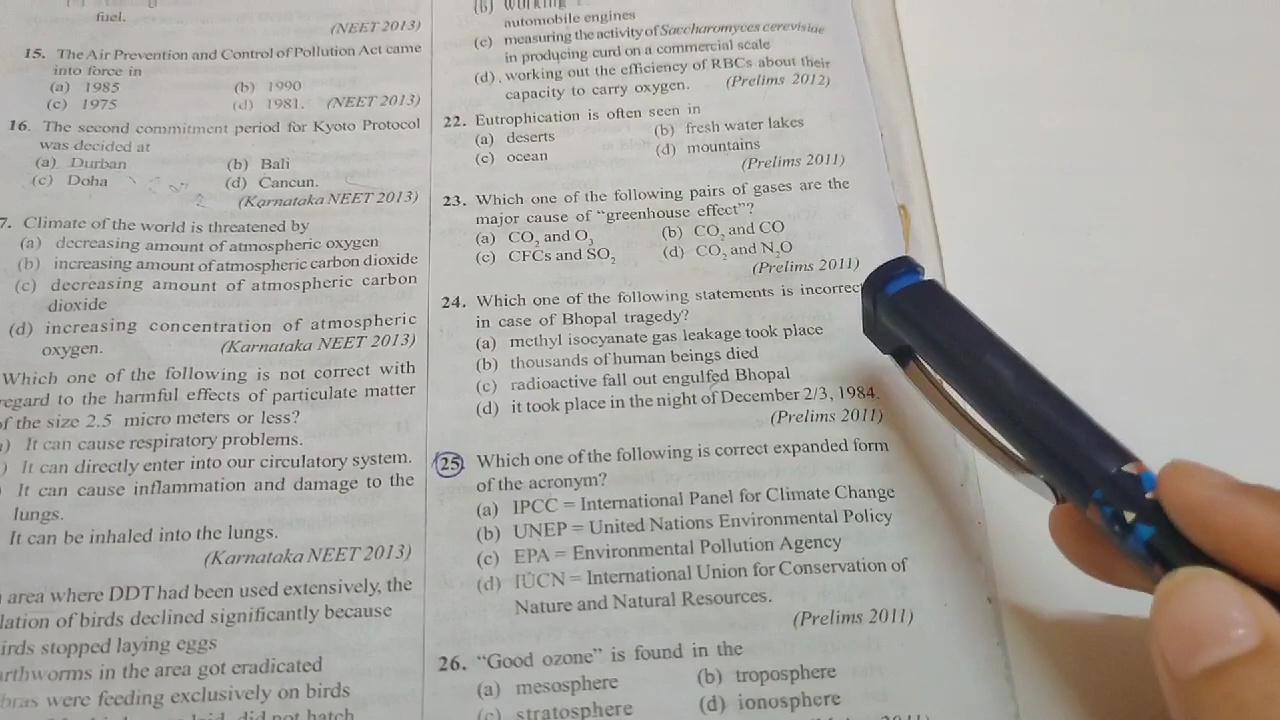 fuel.
(NEET 2013)
15. The Air Prevention and Control of Pollution Act came
into force in
(a) 1985 (b) 1990
(c) 1975 (d) 1981. (NEET 2013)
16. The second commitment period for Kyoto Protocol
was decided at
(a) Durban (b) Bali
(c) Doha (d) Cancun.
(Karnataka NEET 2013)
7. Climate of the world is threatened by
(a) decreasing amount of atmospheric oxygen
(b) increasing amount of atmospheric carbon dioxide
(c) decreasing amount of atmospheric carbon
dioxide
(d) increasing concentration of atmospheric
oxygen. (Karnataka NEET 2013)
Which one of the following is not correct with
regard to the harmful effects of particulate matter
of the size 2.5 micro meters or less?
) It can cause respiratory problems.
) It can directly enter into our circulatory system.
It can cause inflammation and damage to the
lungs.
It can be inhaled into the lungs.
(Karnataka NEET 2013)
area where DDT had been used extensively, the
lation of birds declined significantly because
irds stopped laying eggs
arthworms in the area got eradicated
bras were feeding exclusively on birds
did not hatch
(b) working
automobile engines
(c) measuring the activity of Saccharomyces cerevisiae
in producing curd on a commercial scale
(d) working out the efficiency of RBCs about their
capacity to carry oxygen. (Prelims 2012)
22. Eutrophication is often seen in
(a) deserts (b) fresh water lakes
(c) ocean (d) mountains
(Prelims 2011)
23. Which one of the following pairs of gases are the
major cause of "greenhouse effect"?
(a) CO₂ and O₃ (b) CO₂ and CO
(c) CFCs and SO₂ (d) CO₂ and N₂O
(Prelims 2011)
24. Which one of the following statements is incorrec
in case of Bhopal tragedy?
(a) methyl isocyanate gas leakage took place
(b) thousands of human beings died
(c) radioactive fall out engulfed Bhopal
(d) it took place in the night of December 2/3, 1984.
(Prelims 2011)
25. Which one of the following is correct expanded form
of the acronym?
(a) IPCC = International Panel for Climate Change
(b) UNEP = United Nations Environmental Policy
(c) EPA = Environmental Pollution Agency
(d) IUCN = International Union for Conservation of
Nature and Natural Resources.
(Prelims 2011)
26. "Good ozone" is found in the
(a) mesosphere (b) troposphere
(c) stratosphere (d) ionosphere